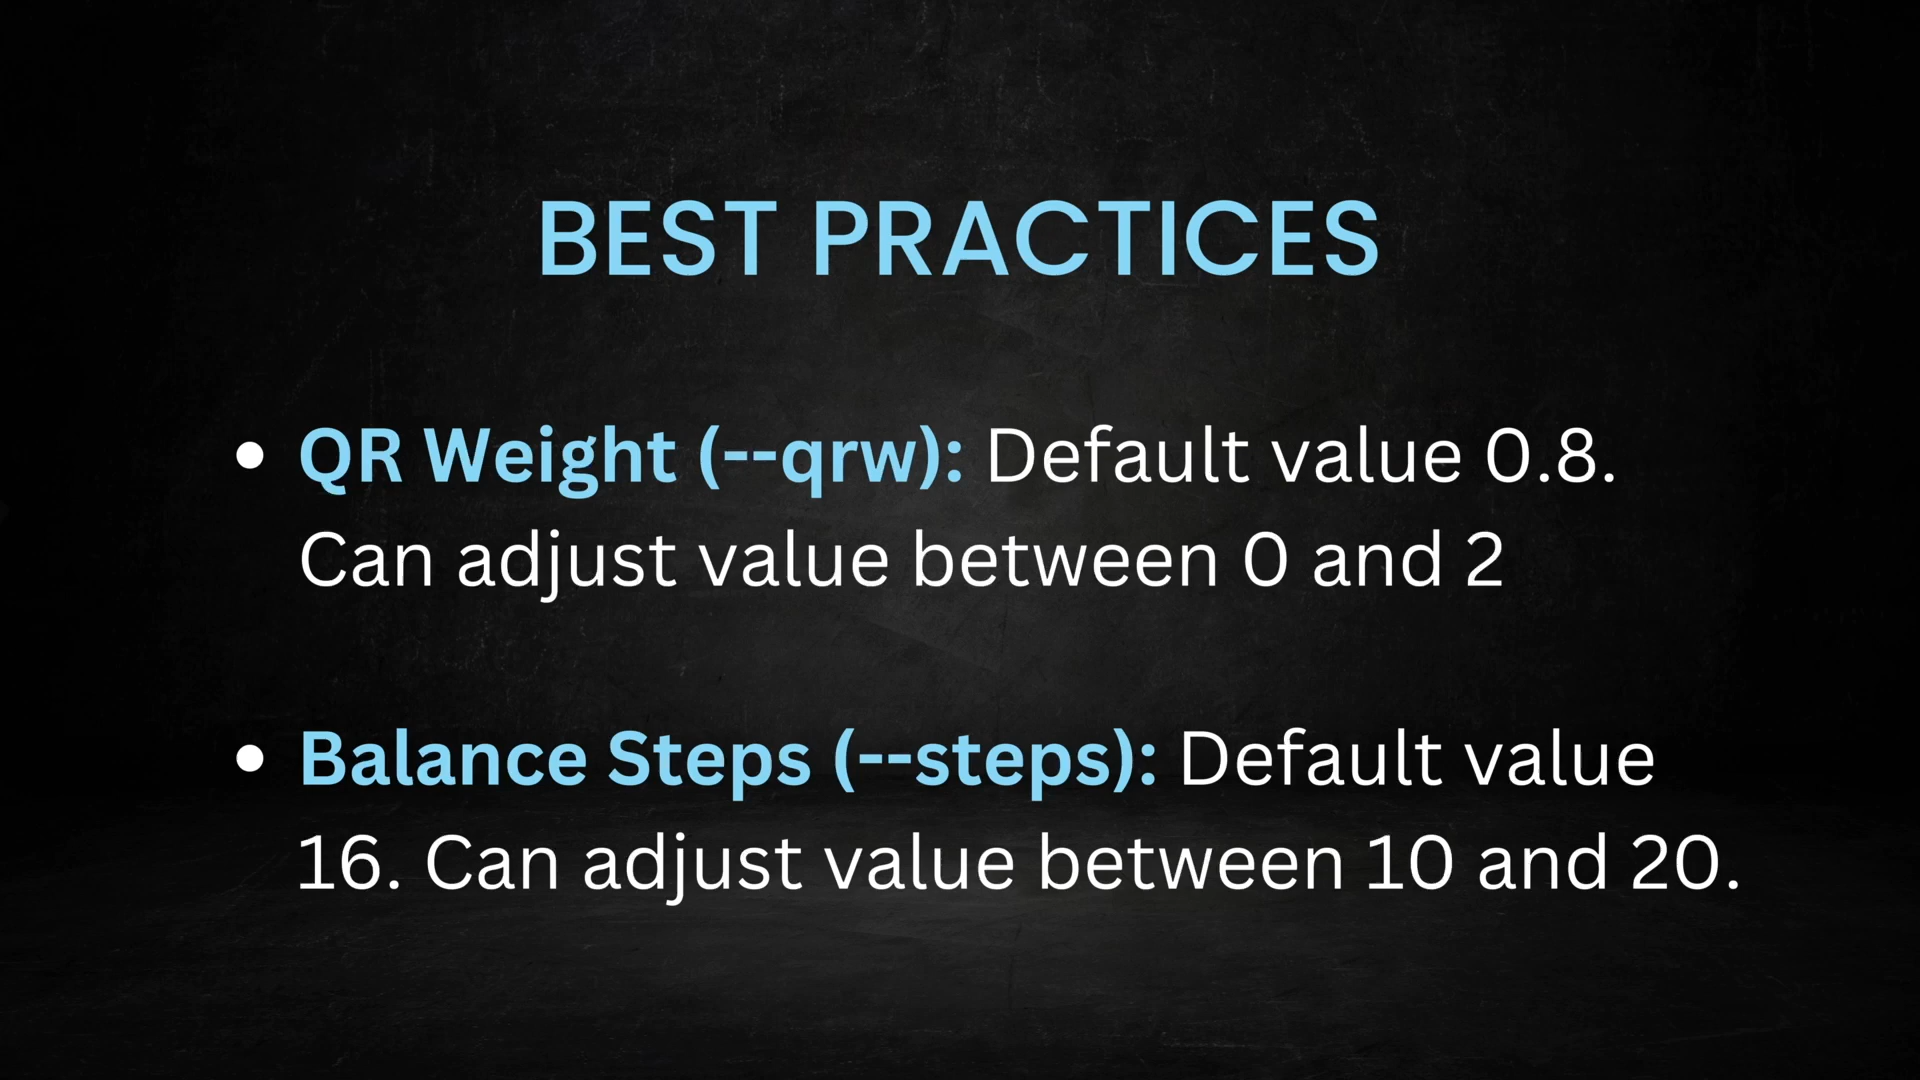 BEST PRACTICES
• QR Weight (--qrw): Default value 0.8.
Can adjust value between 0 and 2
• Balance Steps (--steps): Default value
16. Can adjust value between 10 and 20.